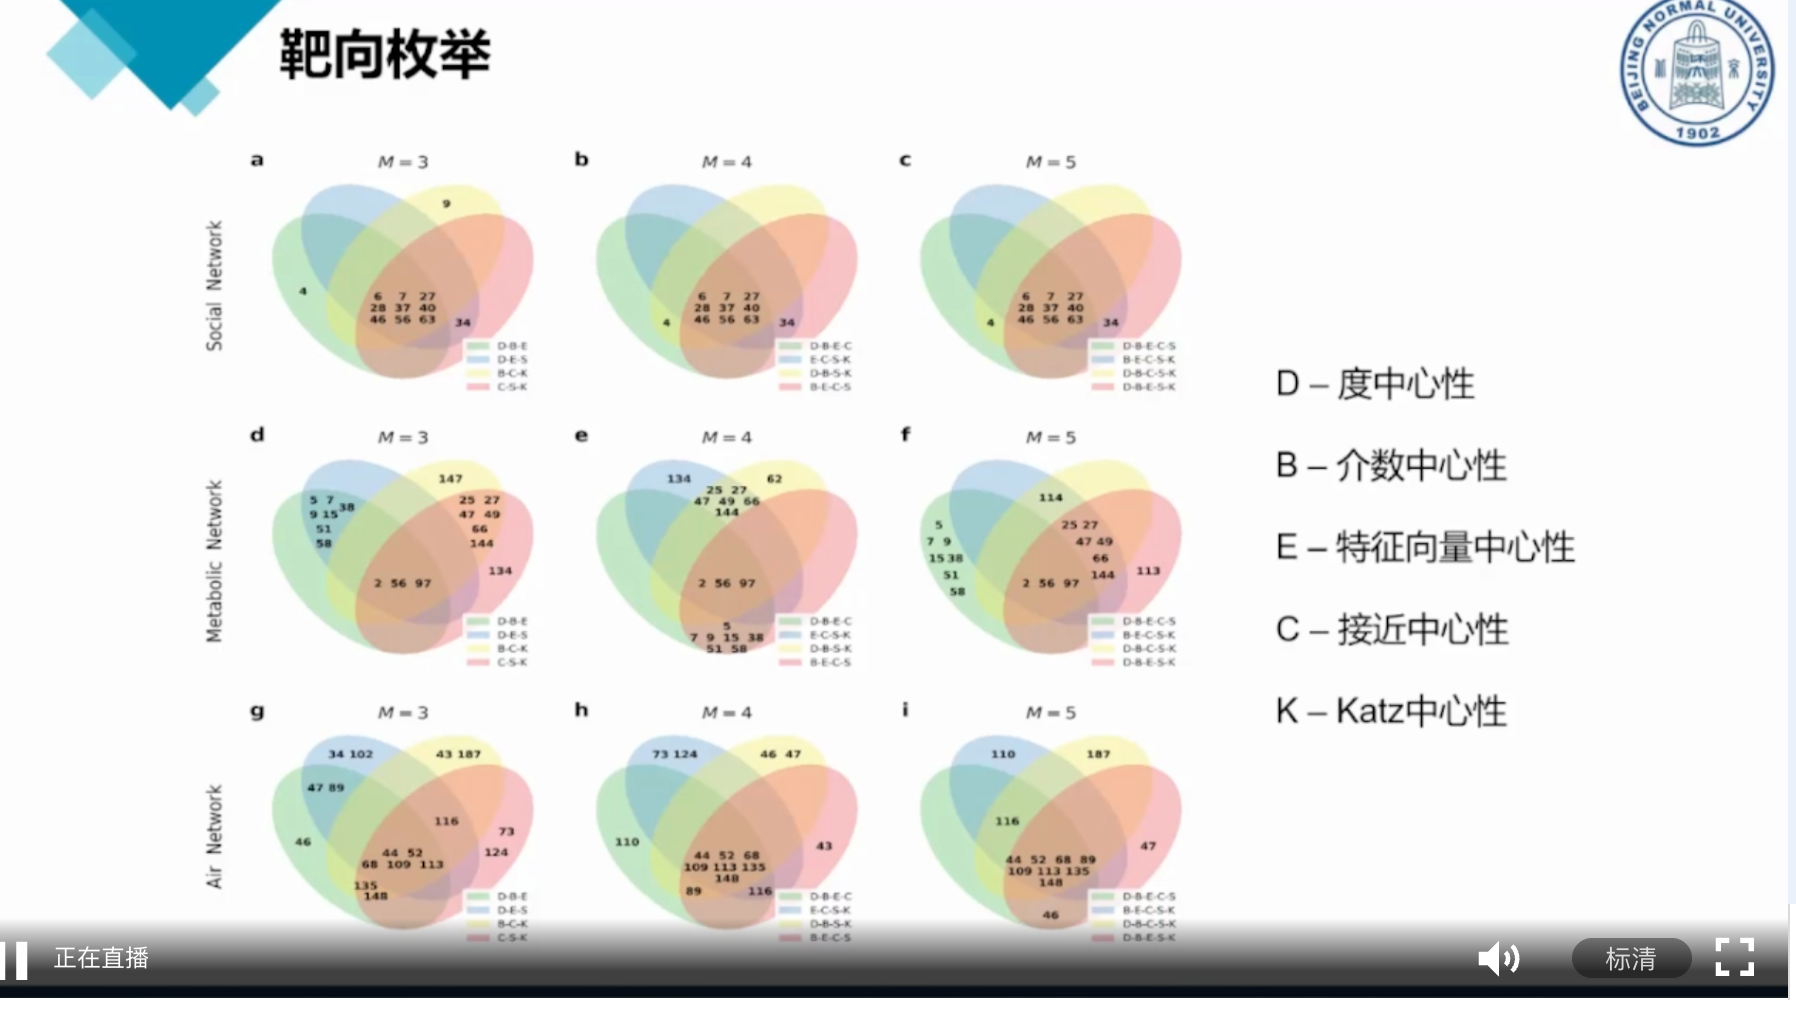 靶向枚举
BEIJING NORMAL UNIVERSITY
1902
a M = 3
b M = 4
c M = 5
Social Network
9
4
6 7 27
28 37 40
46 56 63
34
D-B-E
D-E-S
B-C-K
C-S-K
6 7 27
28 37 40
46 56 63
4
34
D-B-E-C
E-C-S-K
D-B-S-K
B-E-C-S
6 7 27
28 37 40
46 56 63
4
34
D-B-E-C-S
B-E-C-S-K
D-B-C-S-K
D-B-E-S-K
d M = 3
e M = 4
f M = 5
Metabolic Network
147
5 7 38
9 15
51
58
25 27
47 49
66
144
134
2 56 97
D-B-E
D-E-S
B-C-K
C-S-K
134
62
25 27
47 49 66
144
2 56 97
5
7 9 15 38
51 58
D-B-E-C
E-C-S-K
D-B-S-K
B-E-C-S
114
5
7 9
15 38
51
58
25 27
47 49
66
144
113
2 56 97
D-B-E-C-S
B-E-C-S-K
D-B-C-S-K
D-B-E-S-K
g M = 3
h M = 4
i M = 5
Air Network
34 102
43 187
47 89
116
73
46
124
44 52
68 109 113
135
148
D-B-E
D-E-S
B-C-K
C-S-K
73 124
46 47
110
43
44 52 68
109 113 135
148
89
116
D-B-E-C
E-C-S-K
D-B-S-K
B-E-C-S
110
187
116
47
44 52 68 89
109 113 135
148
46
D-B-E-C-S
B-E-C-S-K
D-B-C-S-K
D-B-E-S-K
D – 度中心性
B – 介数中心性
E – 特征向量中心性
C – 接近中心性
K – Katz中心性
正在直播
标清